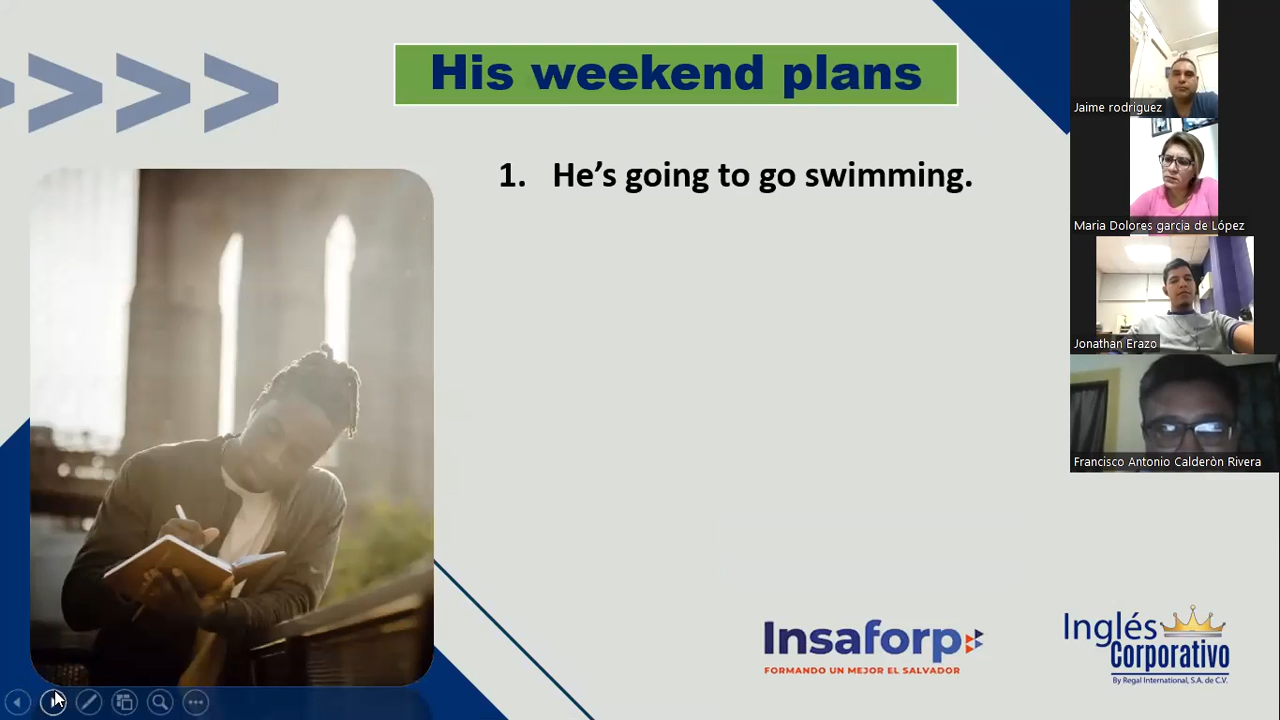 His weekend plans
1. He's going to go swimming.
Jaime rodriguez
Maria Dolores garcia de López
Jonathan Erazo
Francisco Antonio Calderòn Rivera
Insaforp
FORMANDO UN MEJOR EL SALVADOR
Inglés
Corporativo
By Regal International, S.A. de C.V.